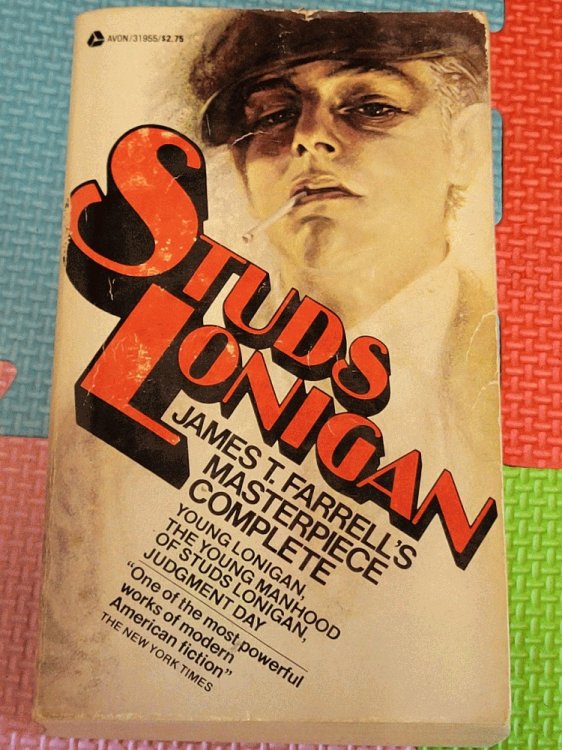 AVON/31955/$2.75
STUDS
LONIGAN
JAMES T. FARRELL'S
MASTERPIECE
COMPLETE
YOUNG LONIGAN,
THE YOUNG MANHOOD
OF STUDS LONIGAN,
JUDGMENT DAY
"One of the most powerful
works of modern
American fiction"
THE NEW YORK TIMES